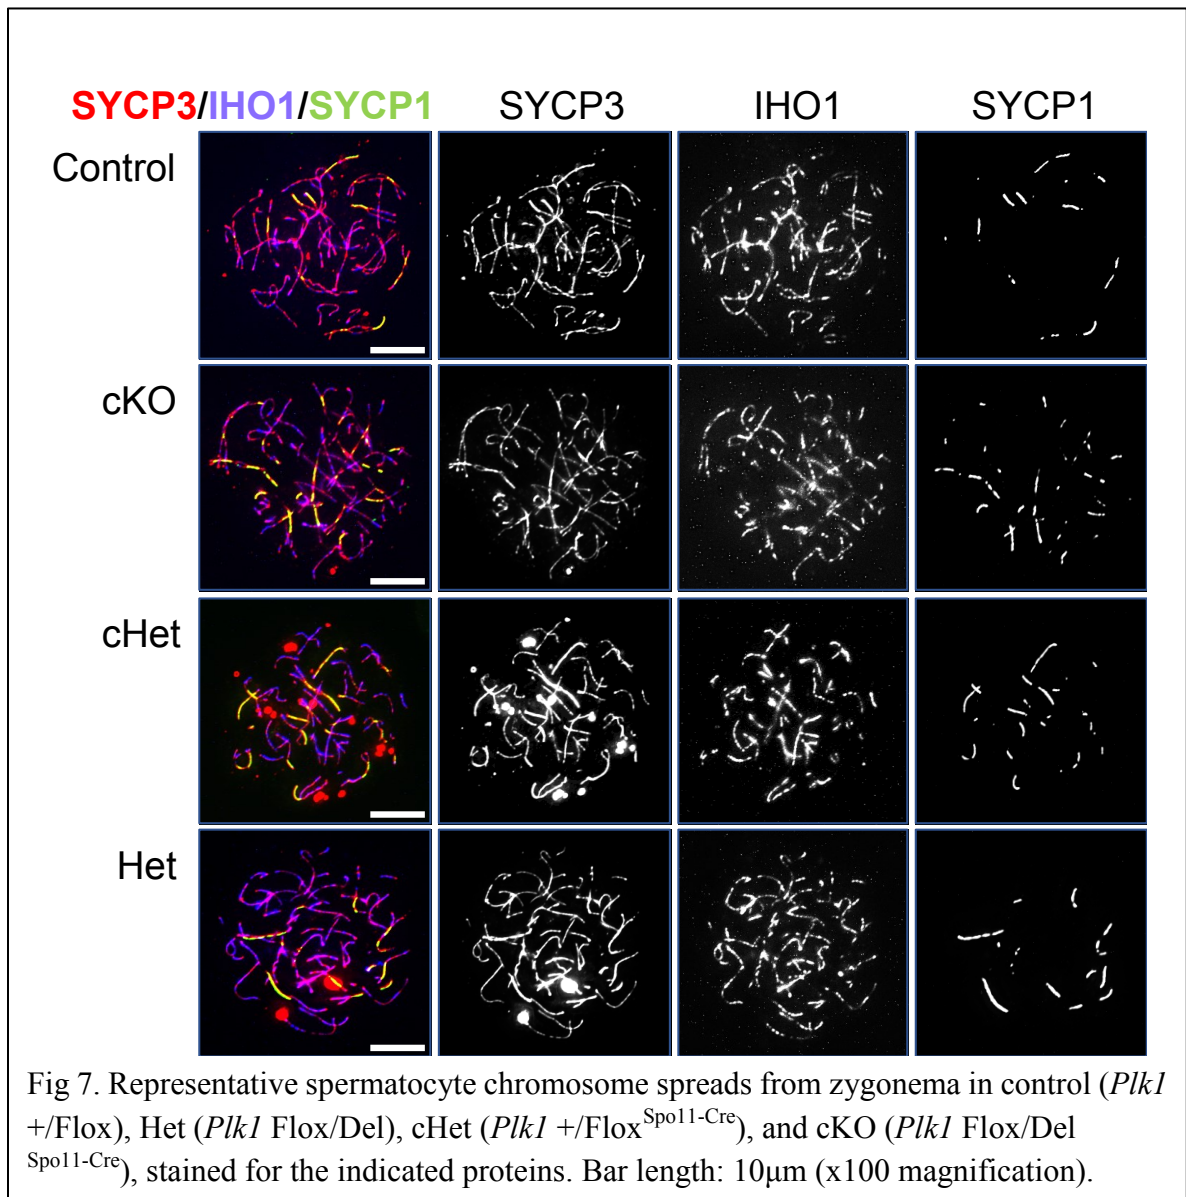 SYCP3/IHO1/SYCP1 SYCP3 IHO1 SYCP1
Control
cKO
cHet
Het
Fig 7. Representative spermatocyte chromosome spreads from zygonema in control (Plk1
+/Flox), Het (Plk1 Flox/Del), cHet (Plk1 +/Flox^Spo11-Cre), and cKO (Plk1 Flox/Del
^Spo11-Cre), stained for the indicated proteins. Bar length: 10μm (x100 magnification).